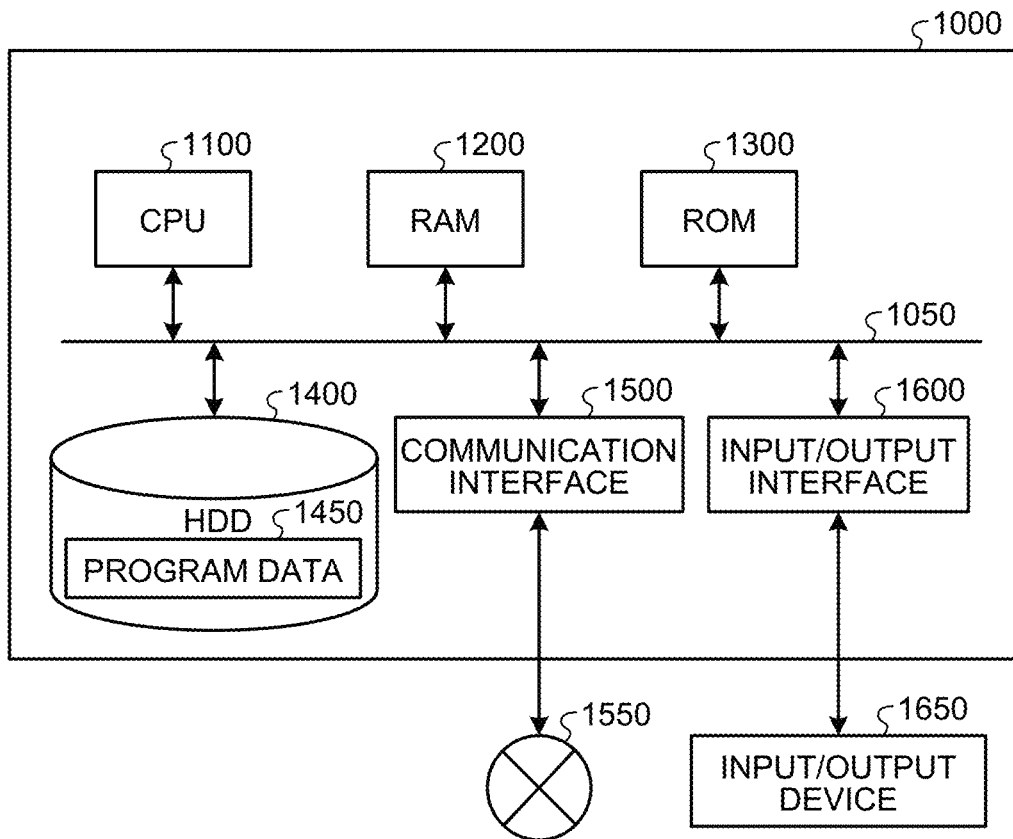 1000
1100
1200
1300
CPU
RAM
ROM
1050
1400
1500
1600
COMMUNICATION
INTERFACE
INPUT/OUTPUT
INTERFACE
HDD
1450
PROGRAM DATA
1550
1650
INPUT/OUTPUT
DEVICE